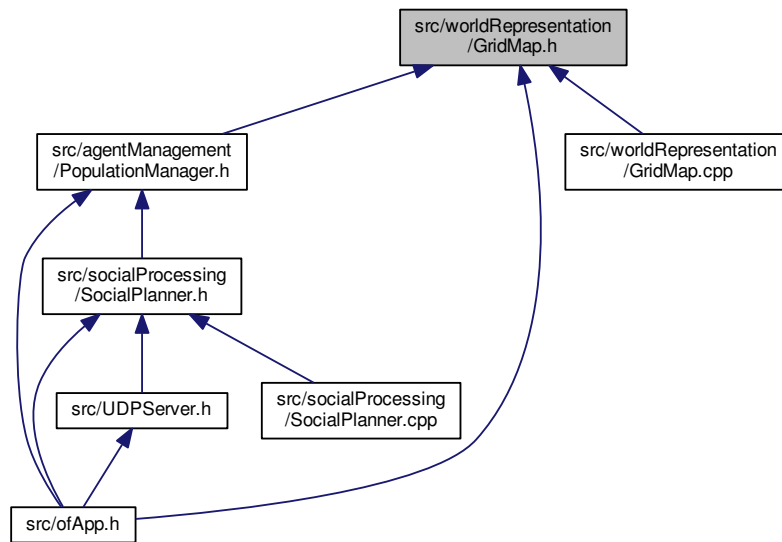 src/worldRepresentation
/GridMap.h
src/agentManagement
/PopulationManager.h
src/worldRepresentation
/GridMap.cpp
src/socialProcessing
/SocialPlanner.h
src/UDPServer.h
src/socialProcessing
/SocialPlanner.cpp
src/ofApp.h